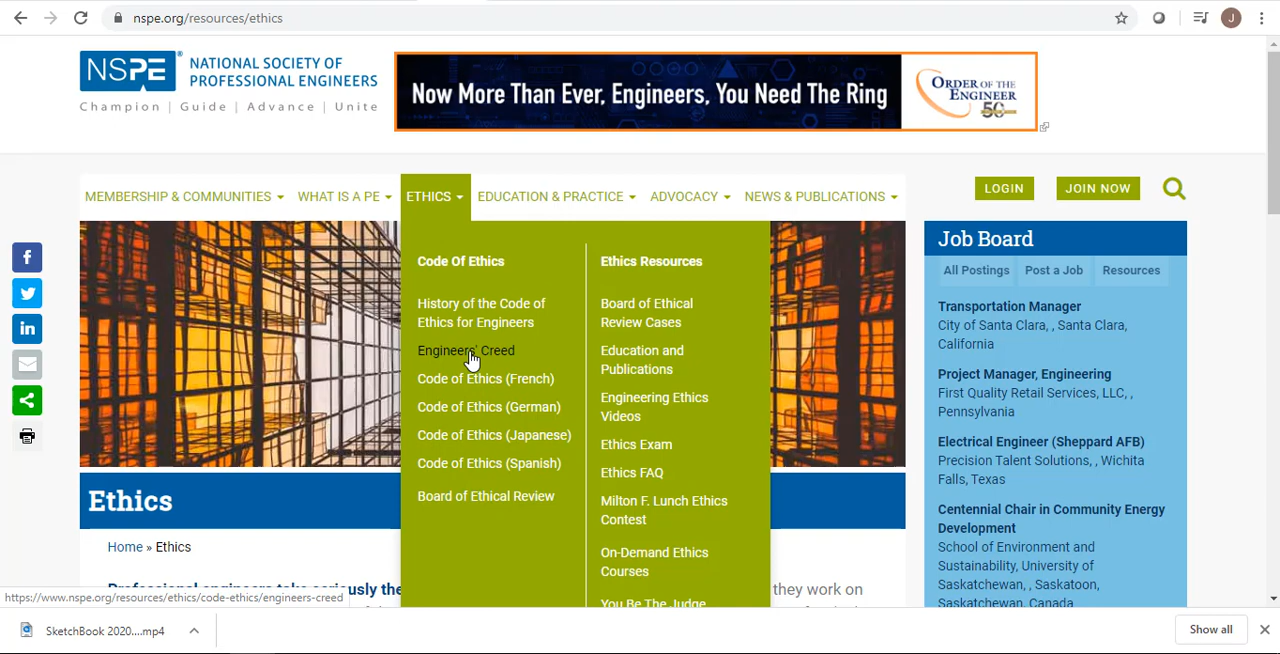 nspe.org/resources/ethics
J
NSPE
NATIONAL SOCIETY OF
PROFESSIONAL ENGINEERS
Champion | Guide | Advance | Unite
Now More Than Ever, Engineers, You Need The Ring
ORDER OF THE
ENGINEER
50
MEMBERSHIP & COMMUNITIES
WHAT IS A PE
ETHICS
EDUCATION & PRACTICE
ADVOCACY
NEWS & PUBLICATIONS
LOGIN
JOIN NOW
Code Of Ethics
History of the Code of
Ethics for Engineers
Engineers' Creed
Code of Ethics (French)
Code of Ethics (German)
Code of Ethics (Japanese)
Code of Ethics (Spanish)
Board of Ethical Review
Ethics Resources
Board of Ethical
Review Cases
Education and
Publications
Engineering Ethics
Videos
Ethics Exam
Ethics FAQ
Milton F. Lunch Ethics
Contest
On-Demand Ethics
Courses
You Be The Judge
Job Board
All Postings
Post a Job
Resources
Transportation Manager
City of Santa Clara, , Santa Clara,
California
Project Manager, Engineering
First Quality Retail Services, LLC, ,
Pennsylvania
Electrical Engineer (Sheppard AFB)
Precision Talent Solutions, , Wichita
Falls, Texas
Centennial Chair in Community Energy
Development
School of Environment and
Sustainability, University of
Saskatchewan, , Saskatoon,
Saskatchewan, Canada
Ethics
Home » Ethics
Professional engineers take seriously the
they work on
https://www.nspe.org/resources/ethics/code-ethics/engineers-creed
SketchBook 2020....mp4
Show all